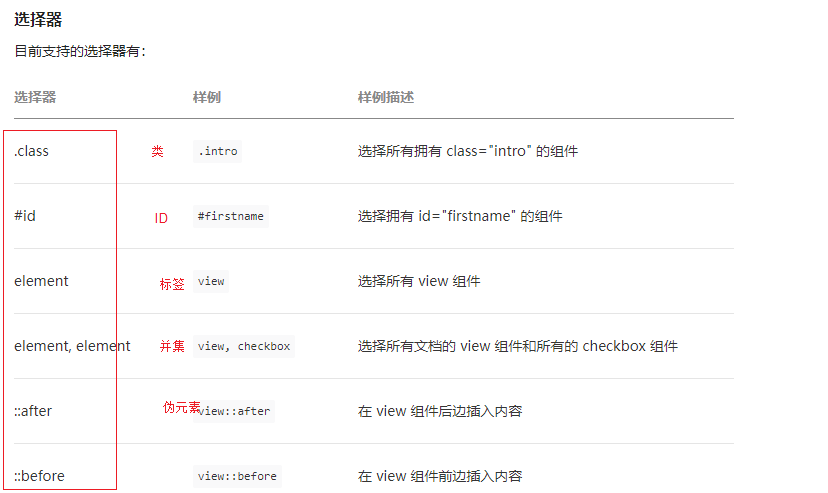 选择器
目前支持的选择器有：
选择器 样例 样例描述
.class 类 .intro 选择所有拥有 class="intro" 的组件
#id ID #firstname 选择拥有 id="firstname" 的组件
element 标签 view 选择所有 view 组件
element, element 并集 view, checkbox 选择所有文档的 view 组件和所有的 checkbox 组件
::after 伪元素 view::after 在 view 组件后边插入内容
::before view::before 在 view 组件前边插入内容